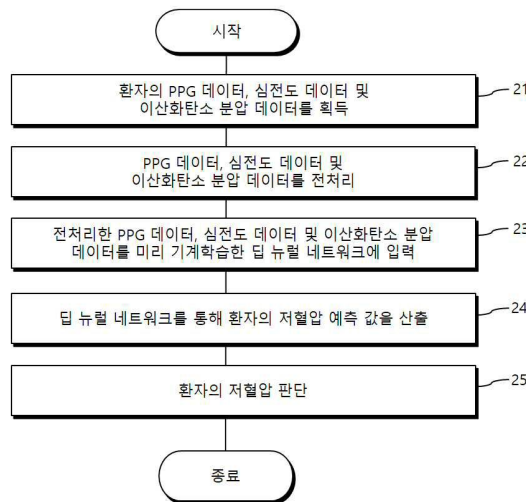 시작
환자의 PPG 데이터, 심전도 데이터 및
이산화탄소 분압 데이터를 획득
21
PPG 데이터, 심전도 데이터 및
이산화탄소 분압 데이터를 전처리
22
전처리한 PPG 데이터, 심전도 데이터 및 이산화탄소 분압
데이터를 미리 기계학습한 딥 뉴럴 네트워크에 입력
23
딥 뉴럴 네트워크를 통해 환자의 저혈압 예측 값을 산출
24
환자의 저혈압 판단
25
종료